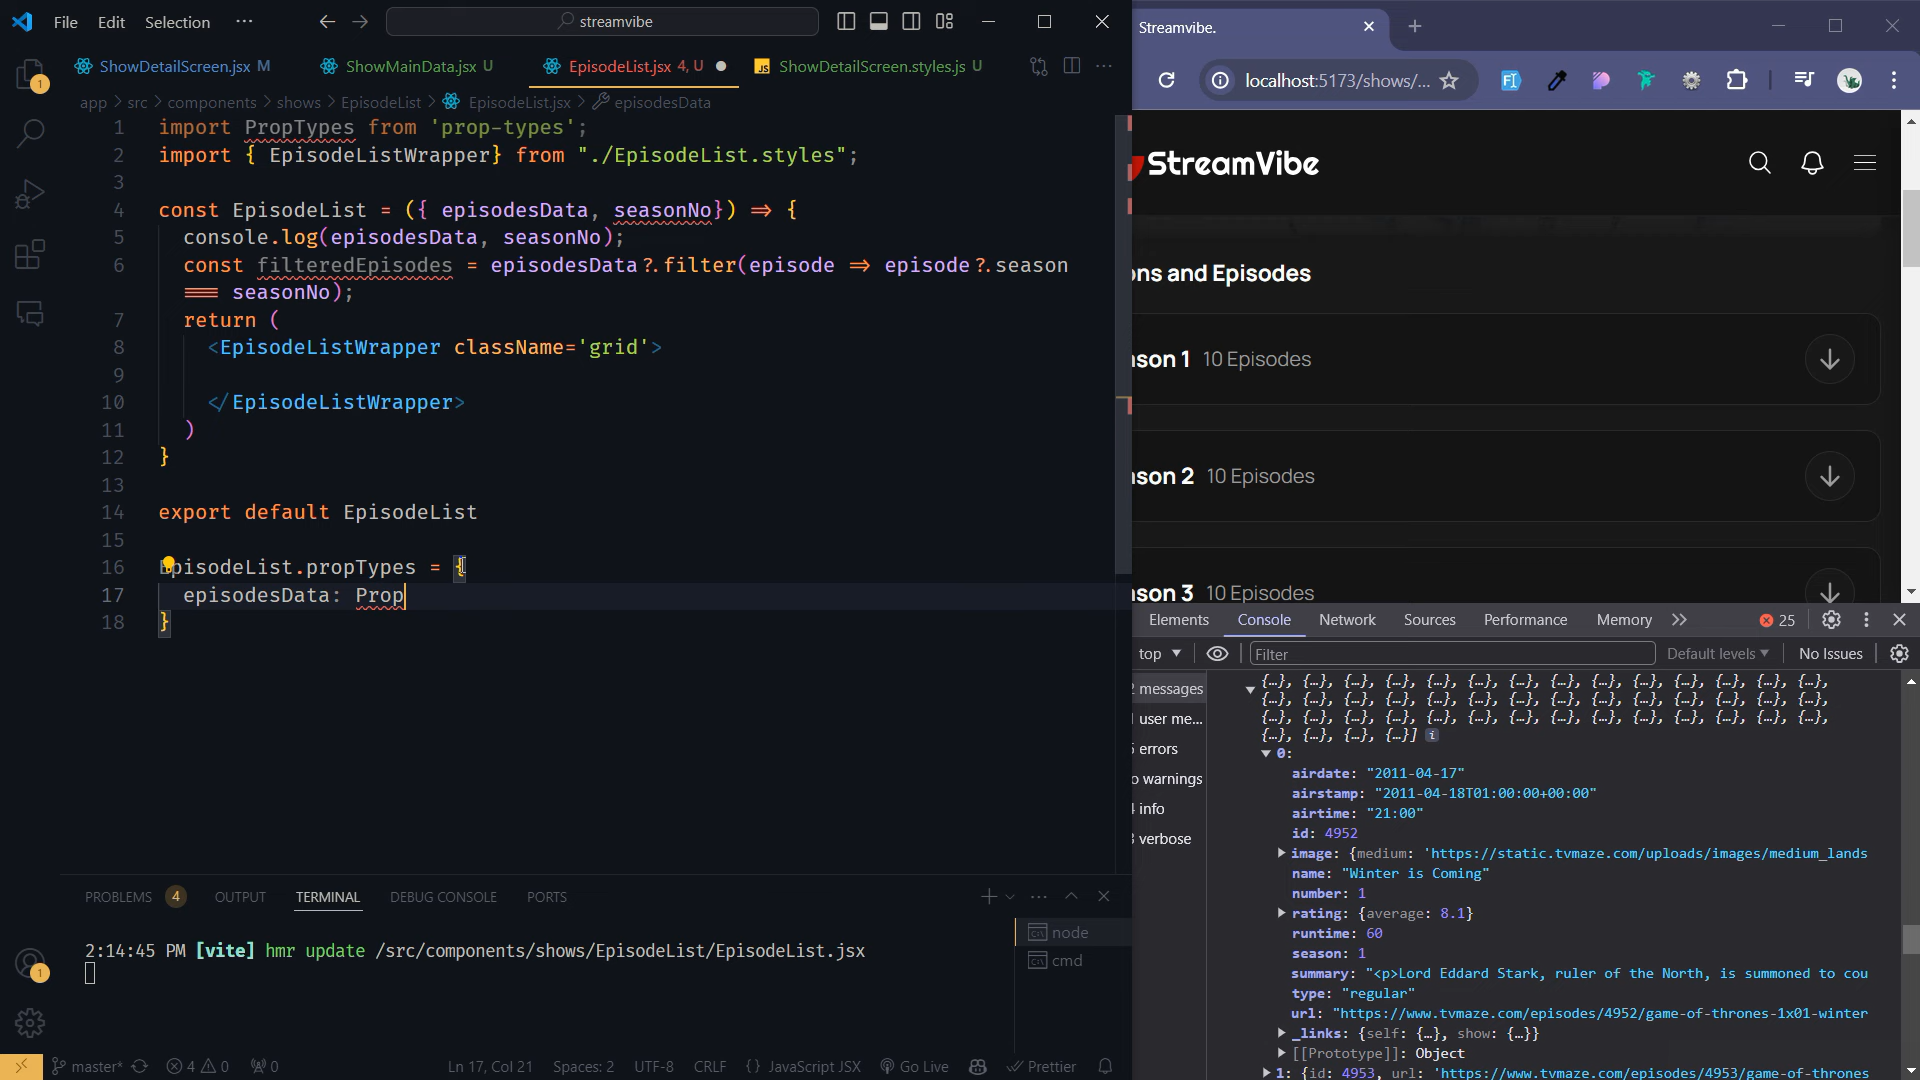 File Edit Selection ···
streamvibe
ShowDetailScreen.jsx M
ShowMainData.jsx U
EpisodeList.jsx 4, U
JS ShowDetailScreen.styles.js U
app > src > components > shows > EpisodeList > EpisodeList.jsx > episodesData
1 import PropTypes from 'prop-types';
2 import { EpisodeListWrapper} from "./EpisodeList.styles";
3
4 const EpisodeList = ({ episodesData, seasonNo}) => {
5 console.log(episodesData, seasonNo);
6 const filteredEpisodes = episodesData?.filter(episode => episode?.season
=== seasonNo);
7 return (
8 <EpisodeListWrapper className='grid'>
9
10 </EpisodeListWrapper>
11 )
12 }
13
14 export default EpisodeList
15
16 EpisodeList.propTypes = {
17 episodesData: Prop
18 }
PROBLEMS 4 OUTPUT TERMINAL DEBUG CONSOLE PORTS
2:14:45 PM [vite] hmr update /src/components/shows/EpisodeList/EpisodeList.jsx
node
cmd
1
1
master* 4 0 0 Ln 17, Col 21 Spaces: 2 UTF-8 CRLF {} JavaScript JSX Go Live Prettier
Streamvibe.
localhost:5173/shows/...
StreamVibe
ons and Episodes
ason 1 10 Episodes
ason 2 10 Episodes
son 3 10 Episodes
Elements Console Network Sources Performance Memory 25
top Filter Default levels No Issues
messages
user me...
errors
warnings
info
verbose
{…}, {…}, {…}, {…}, {…}, {…}, {…}, {…}, {…}, {…}, {…}, {…}, {…}, {…},
{…}, {…}, {…}, {…}, {…}, {…}, {…}, {…}, {…}, {…}, {…}, {…}, {…}, {…},
{…}, {…}, {…}, {…}, {…}, {…}, {…}, {…}, {…}, {…}, {…}, {…}, {…}, {…},
{…}, {…}, {…}, {…}] i
0:
airdate: "2011-04-17"
airstamp: "2011-04-18T01:00:00+00:00"
airtime: "21:00"
id: 4952
image: {medium: 'https://static.tvmaze.com/uploads/images/medium_lands
name: "Winter is Coming"
number: 1
rating: {average: 8.1}
runtime: 60
season: 1
summary: "<p>Lord Eddard Stark, ruler of the North, is summoned to cou
type: "regular"
url: "https://www.tvmaze.com/episodes/4952/game-of-thrones-1x01-winter
_links: {self: {…}, show: {…}}
[[Prototype]]: Object
1: {id: 4953, url: 'https://www.tvmaze.com/episodes/4953/game-of-thrones